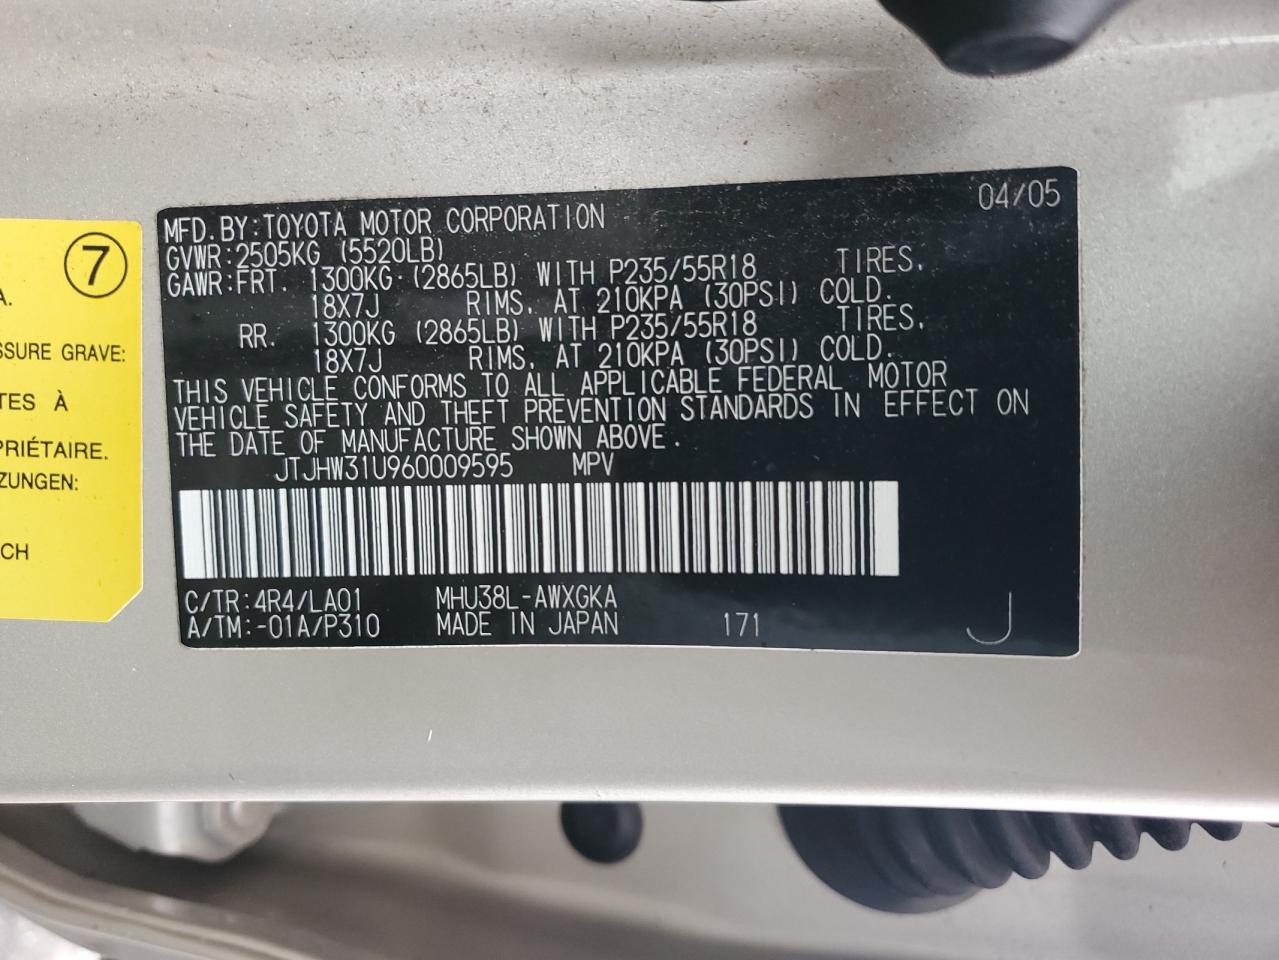 04/05
MFD. BY: TOYOTA MOTOR CORPORATION
GVWR: 2505KG (5520LB)
GAWR: FRT. 1300KG (2865LB) WITH P235/55R18 TIRES.
18X7J RIMS. AT 210KPA (30PSI) COLD.
RR. 1300KG (2865LB) WITH P235/55R18 TIRES.
18X7J RIMS. AT 210KPA (30PSI) COLD.
THIS VEHICLE CONFORMS TO ALL APPLICABLE FEDERAL MOTOR
VEHICLE SAFETY AND THEFT PREVENTION STANDARDS IN EFFECT ON
THE DATE OF MANUFACTURE SHOWN ABOVE.
JTJHW31U960009595 MPV
C/TR: 4R4/LA01 MHU38L-AWXGKA
A/TM: -01A/P310 MADE IN JAPAN 171 J
7
A.
SSURE GRAVE:
TES À
PRIÉTAIRE.
ZUNGEN:
CH